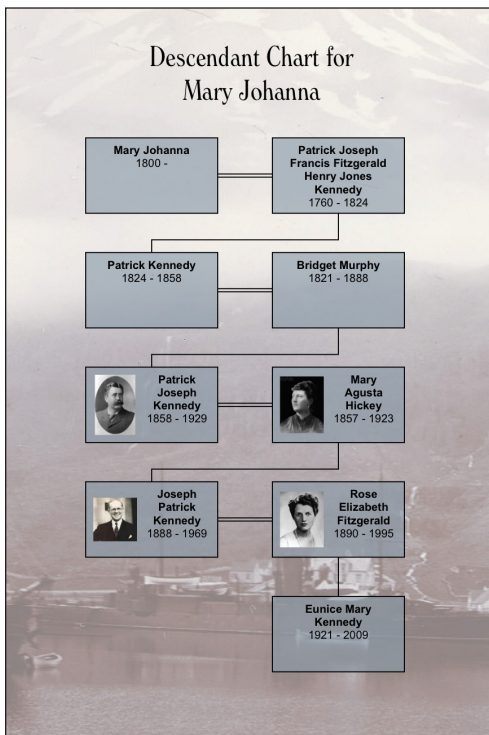 Descendant Chart for
Mary Johanna
Mary Johanna
1800 -
Patrick Joseph
Francis Fitzgerald
Henry Jones
Kennedy
1760 - 1824
Patrick Kennedy
1824 - 1858
Bridget Murphy
1821 - 1888
Patrick
Joseph
Kennedy
1858 - 1929
Mary
Agusta
Hickey
1857 - 1923
Joseph
Patrick
Kennedy
1888 - 1969
Rose
Elizabeth
Fitzgerald
1890 - 1995
Eunice Mary
Kennedy
1921 - 2009